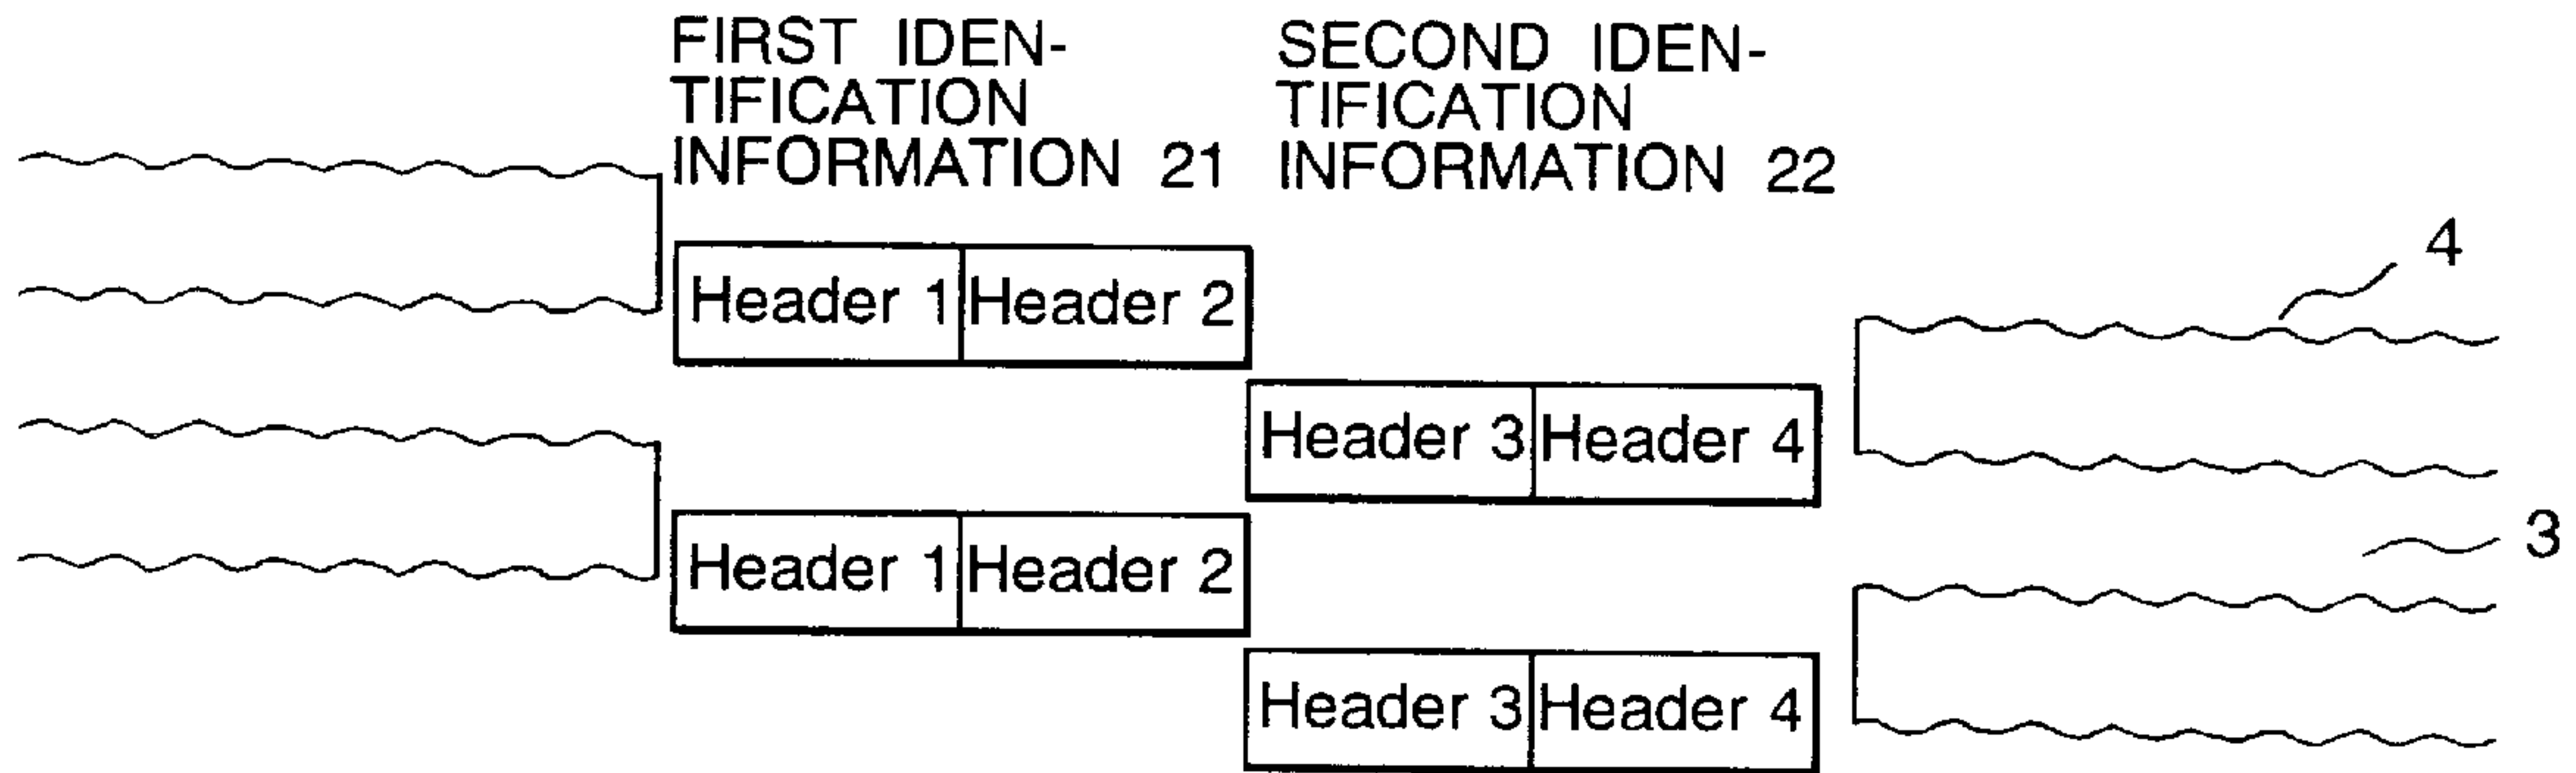 FIRST IDEN-
TIFICATION
INFORMATION 21
SECOND IDEN-
TIFICATION
INFORMATION 22
4
Header 1 Header 2
Header 3 Header 4
3
Header 1 Header 2
Header 3 Header 4